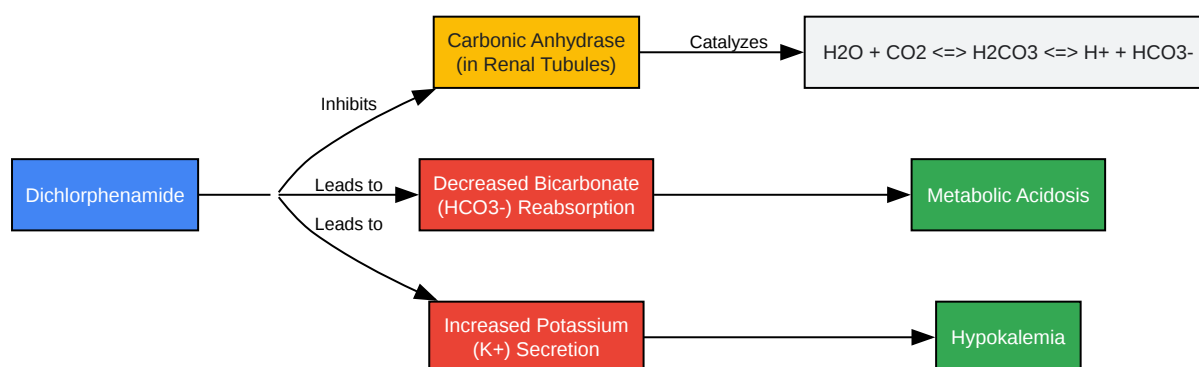 Carbonic Anhydrase
(in Renal Tubules)
Catalyzes
H2O + CO2 <=> H2CO3 <=> H+ + HCO3-
Inhibits
Dichlorphenamide
Leads to
Decreased Bicarbonate
(HCO3-) Reabsorption
Metabolic Acidosis
Leads to
Increased Potassium
(K+) Secretion
Hypokalemia